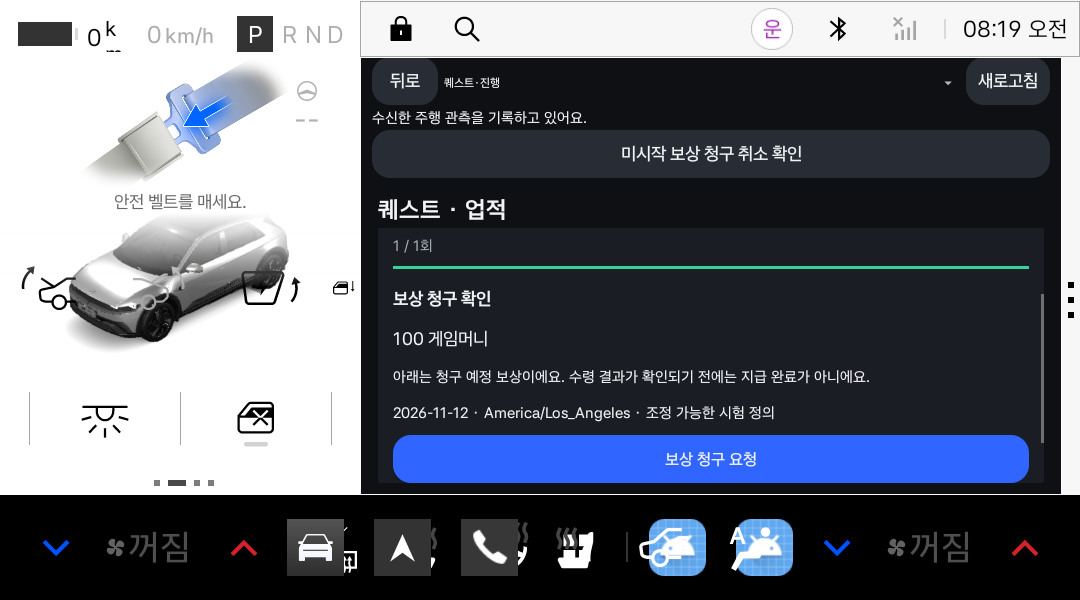 0 k
0 km/h
P R N D
운
08:19 오전
안전 벨트를 매세요.
뒤로
퀘스트·진행
새로고침
수신한 주행 관측을 기록하고 있어요.
미시작 보상 청구 취소 확인
퀘스트 · 업적
1 / 1회
보상 청구 확인
100 게임머니
아래는 청구 예정 보상이에요. 수령 결과가 확인되기 전에는 지급 완료가 아니에요.
2026-11-12 · America/Los_Angeles · 조정 가능한 시험 정의
보상 청구 요청
꺼짐
A
꺼짐